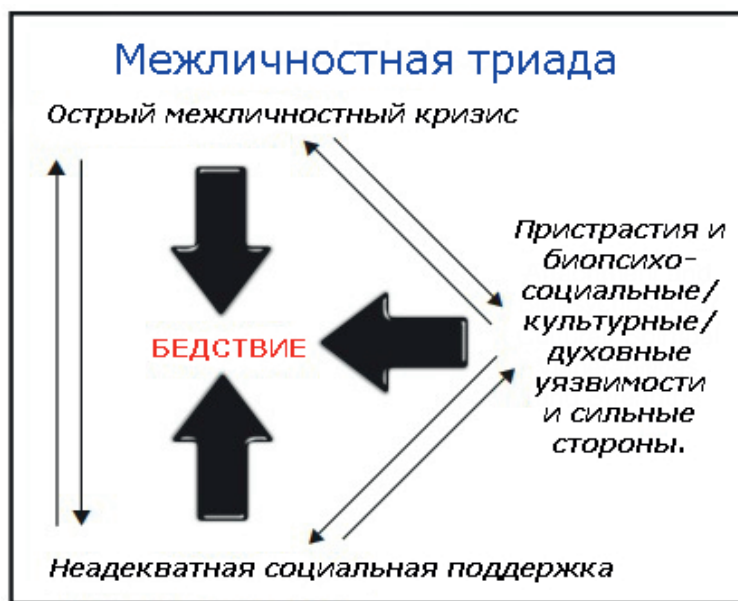 Межличностная триада
Острый межличностный кризис
Пристрастия и
биопсихо-
социальные/
культурные/
духовные
уязвимости
и сильные
стороны.
БЕДСТВИЕ
Неадекватная социальная поддержка